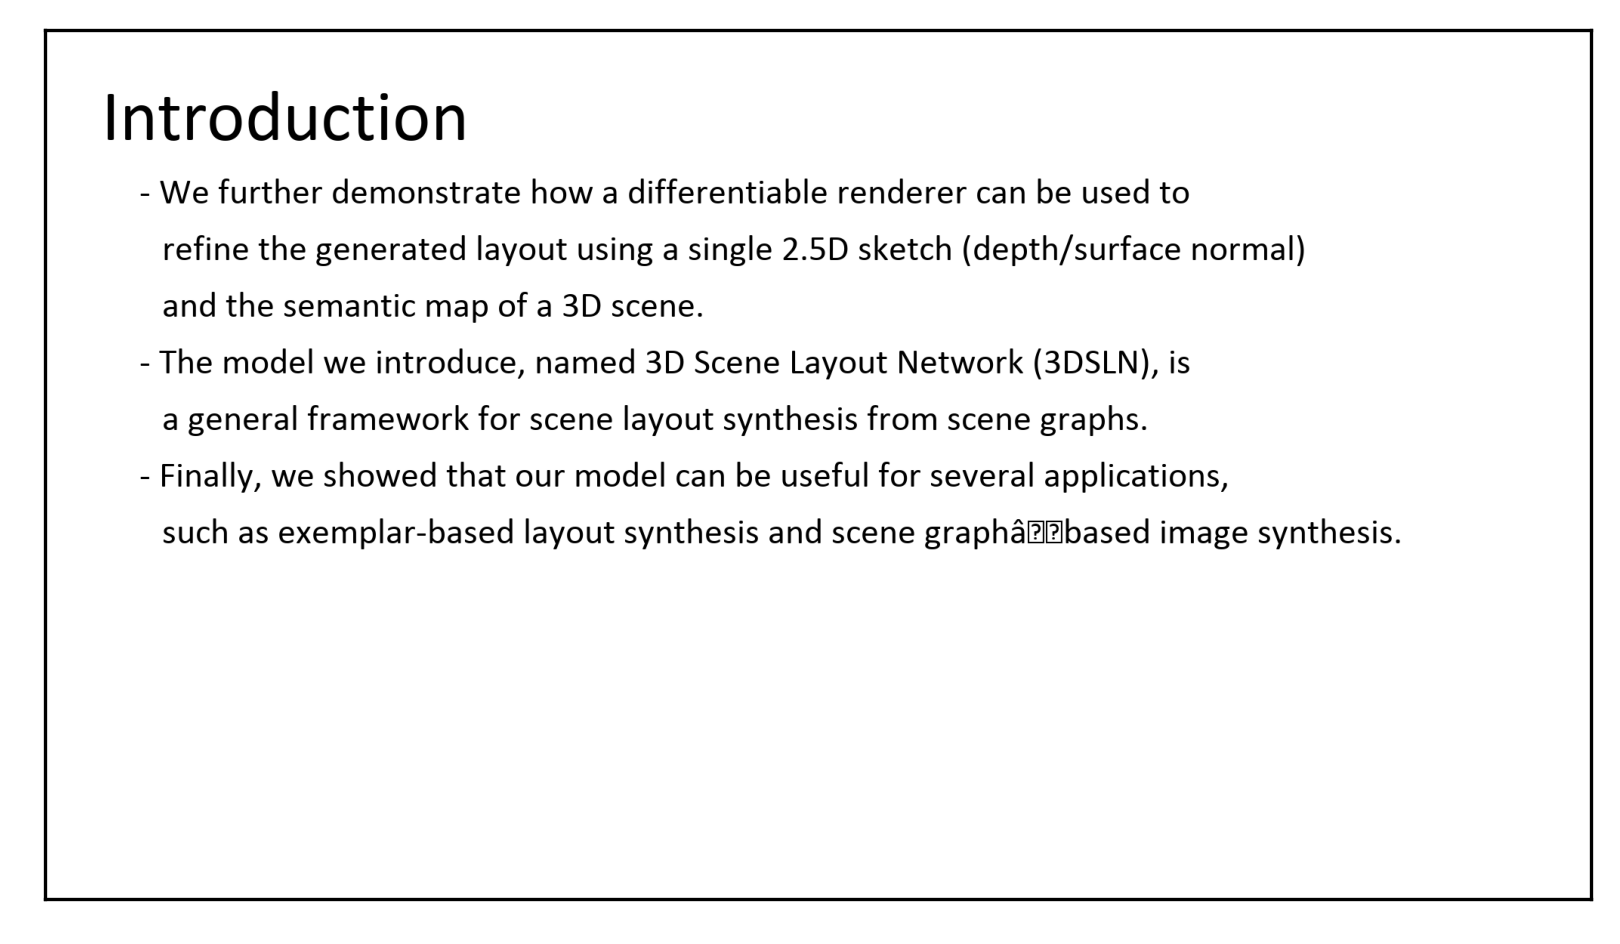 Introduction
- We further demonstrate how a differentiable renderer can be used to
refine the generated layout using a single 2.5D sketch (depth/surface normal)
and the semantic map of a 3D scene.
- The model we introduce, named 3D Scene Layout Network (3DSLN), is
a general framework for scene layout synthesis from scene graphs.
- Finally, we showed that our model can be useful for several applications,
such as exemplar-based layout synthesis and scene graphâ��based image synthesis.